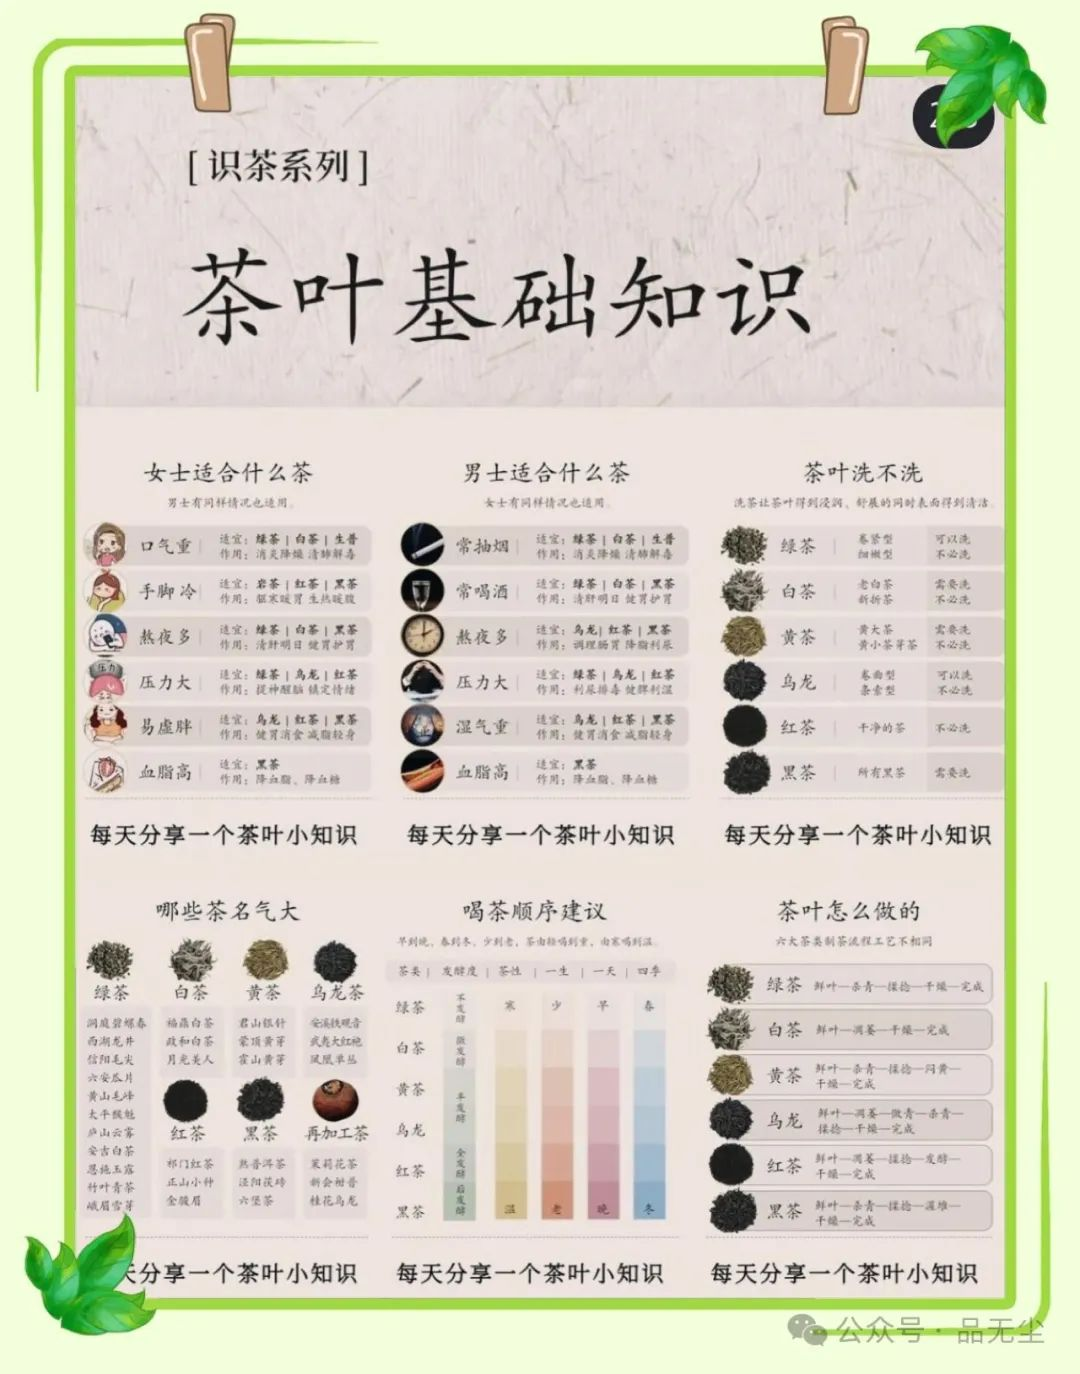 [ 识茶系列 ]
茶叶基础知识
女士适合什么茶
男士有同样情况也适用。
口气重
适宜：绿茶 | 白茶 | 生普
作用：消炎降燥 清肺解毒
手脚冷
适宜：岩茶 | 红茶 | 黑茶
作用：驱寒暖胃 生热暖腹
熬夜多
适宜：绿茶 | 白茶 | 黑茶
作用：清肝明目 健胃护胃
压力
压力大
适宜：绿茶 | 乌龙 | 红茶
作用：提神醒脑 镇定情绪
易虚胖
适宜：乌龙 | 红茶 | 黑茶
作用：健胃消食 减脂轻身
血脂高
适宜：黑茶
作用：降血脂、降血糖
每天分享一个茶叶小知识
男士适合什么茶
女士有同样情况也适用。
常抽烟
适宜：绿茶 | 白茶 | 生普
作用：消炎降燥 清肺解毒
常喝酒
适宜：绿茶 | 白茶 | 黑茶
作用：清肝明目 健胃护胃
熬夜多
适宜：乌龙 | 红茶 | 黑茶
作用：调理肠胃 降脂利尿
压力大
适宜：绿茶 | 乌龙 | 红茶
作用：利尿排毒 健脾利湿
湿气重
适宜：乌龙 | 红茶 | 黑茶
作用：健胃消食 减脂轻身
血脂高
适宜：黑茶
作用：降血脂、降血糖
每天分享一个茶叶小知识
茶叶洗不洗
洗茶让茶叶得到浸润、舒展的同时表面得到清洁。
绿茶
卷紧型 可以洗
细嫩型 不必洗
白茶
老白茶 需要洗
新折茶 不必洗
黄茶
黄大茶 需要洗
黄小茶芽茶 不必洗
乌龙
卷曲型 可以洗
条索型 不必洗
红茶 干净的茶 不必洗
黑茶 所有黑茶 需要洗
每天分享一个茶叶小知识
哪些茶名气大
绿茶
洞庭碧螺春
西湖龙井
信阳毛尖
六安瓜片
黄山毛峰
太平猴魁
庐山云雾
安吉白茶
恩施玉露
竹叶青茶
峨眉雪芽
白茶
福鼎白茶
政和白茶
月光美人
黄茶
君山银针
蒙顶黄芽
霍山黄芽
乌龙茶
安溪铁观音
武夷大红袍
凤凰单丛
红茶
祁门红茶
正山小种
金骏眉
黑茶
熟普洱茶
泾阳茯砖
六堡茶
再加工茶
茉莉花茶
新会柑普
桂花乌龙
天分享一个茶叶小知识
喝茶顺序建议
早到晚、春到冬、少到老，茶由轻喝到重，由寒喝到温。
茶类 | 发酵度 | 茶性 | 一生 | 一天 | 四季
绿茶 不发酵 寒 少 早 春
白茶 微发酵
黄茶
半发酵
乌龙
红茶 全发酵
黑茶 后发酵 温 老 晚 冬
每天分享一个茶叶小知识
茶叶怎么做的
六大茶类制茶流程工艺不相同
绿茶 鲜叶—杀青—揉捻—干燥—完成
白茶 鲜叶—凋萎—干燥—完成
黄茶 鲜叶—杀青—揉捻—闷黄—
干燥—完成
乌龙 鲜叶—凋萎—做青—杀青—
揉捻—干燥—完成
红茶 鲜叶—凋萎—揉捻—发酵—
干燥—完成
黑茶 鲜叶—杀青—揉捻—渥堆—
干燥—完成
每天分享一个茶叶小知识
公众号 · 品无尘